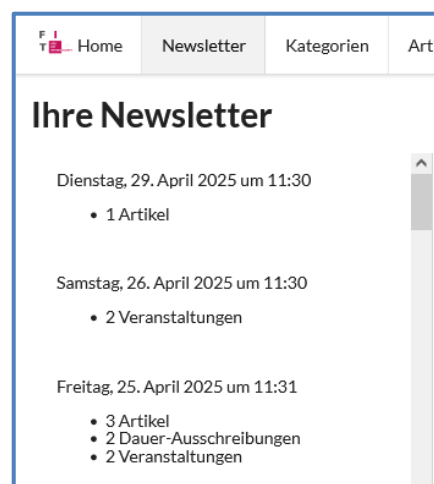 F I
T E Home Newsletter Kategorien Art
Ihre Newsletter
Dienstag, 29. April 2025 um 11:30
• 1 Artikel
Samstag, 26. April 2025 um 11:30
• 2 Veranstaltungen
Freitag, 25. April 2025 um 11:31
• 3 Artikel
• 2 Dauer-Ausschreibungen
• 2 Veranstaltungen